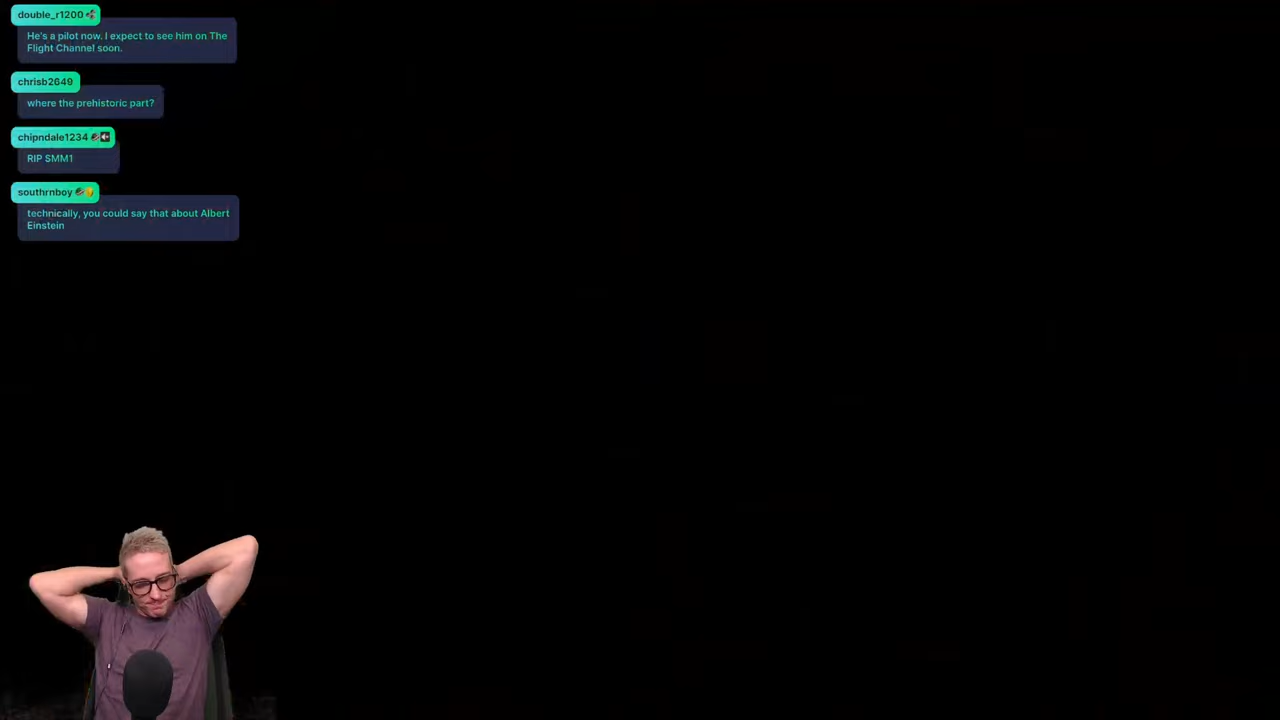 double_r1200
He's a pilot now. I expect to see him on The
Flight Channel soon.
chrisb2649
where the prehistoric part?
chipndale1234
RIP SMM1
southrnboy
technically, you could say that about Albert
Einstein